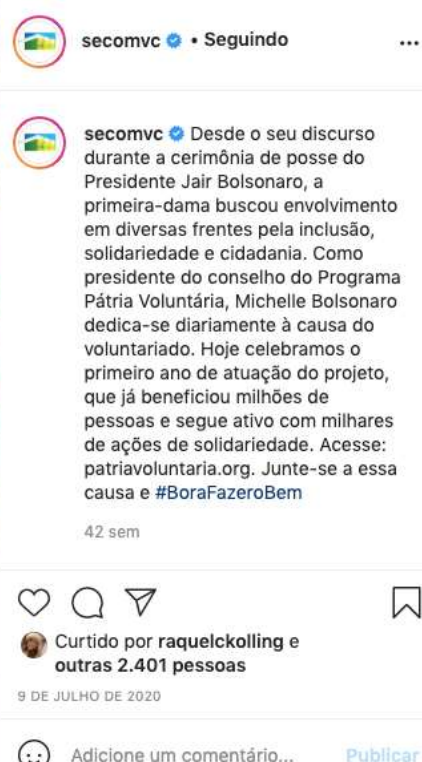 secomvc • Seguindo
secomvc Desde o seu discurso
durante a cerimônia de posse do
Presidente Jair Bolsonaro, a
primeira-dama buscou envolvimento
em diversas frentes pela inclusão,
solidariedade e cidadania. Como
presidente do conselho do Programa
Pátria Voluntária, Michelle Bolsonaro
dedica-se diariamente à causa do
voluntariado. Hoje celebramos o
primeiro ano de atuação do projeto,
que já beneficiou milhões de
pessoas e segue ativo com milhares
de ações de solidariedade. Acesse:
patriavoluntaria.org. Junte-se a essa
causa e #BoraFazeroBem
42 sem
Curtido por raquelckolling e
outras 2.401 pessoas
9 DE JULHO DE 2020
Adicione um comentário... Publicar